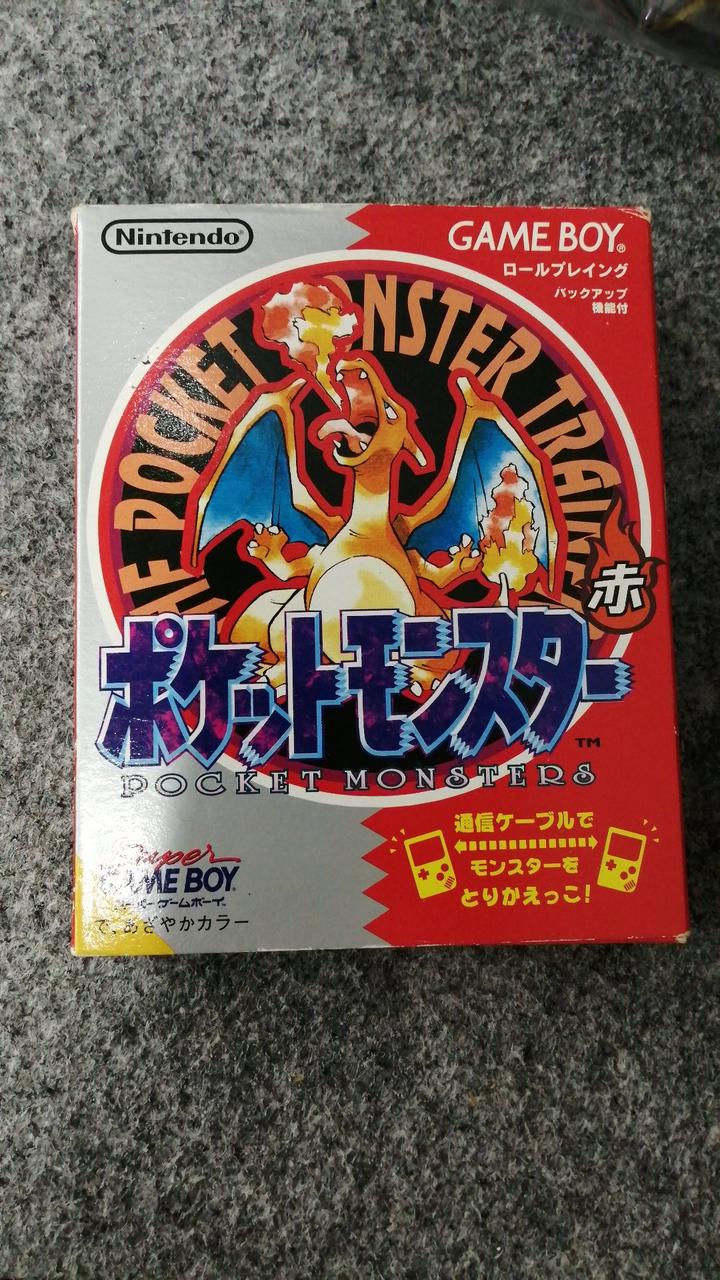 Nintendo®
GAME BOY®
ロールプレイング
バックアップ
機能付
POCKET MONSTER
赤
ポケットモンスター
TM
POCKET MONSTERS
通信ケーブルで
モンスターを
とりかえっこ!
Super
GAME BOY®
スーパーゲームボーイ™
で、あざやかカラー